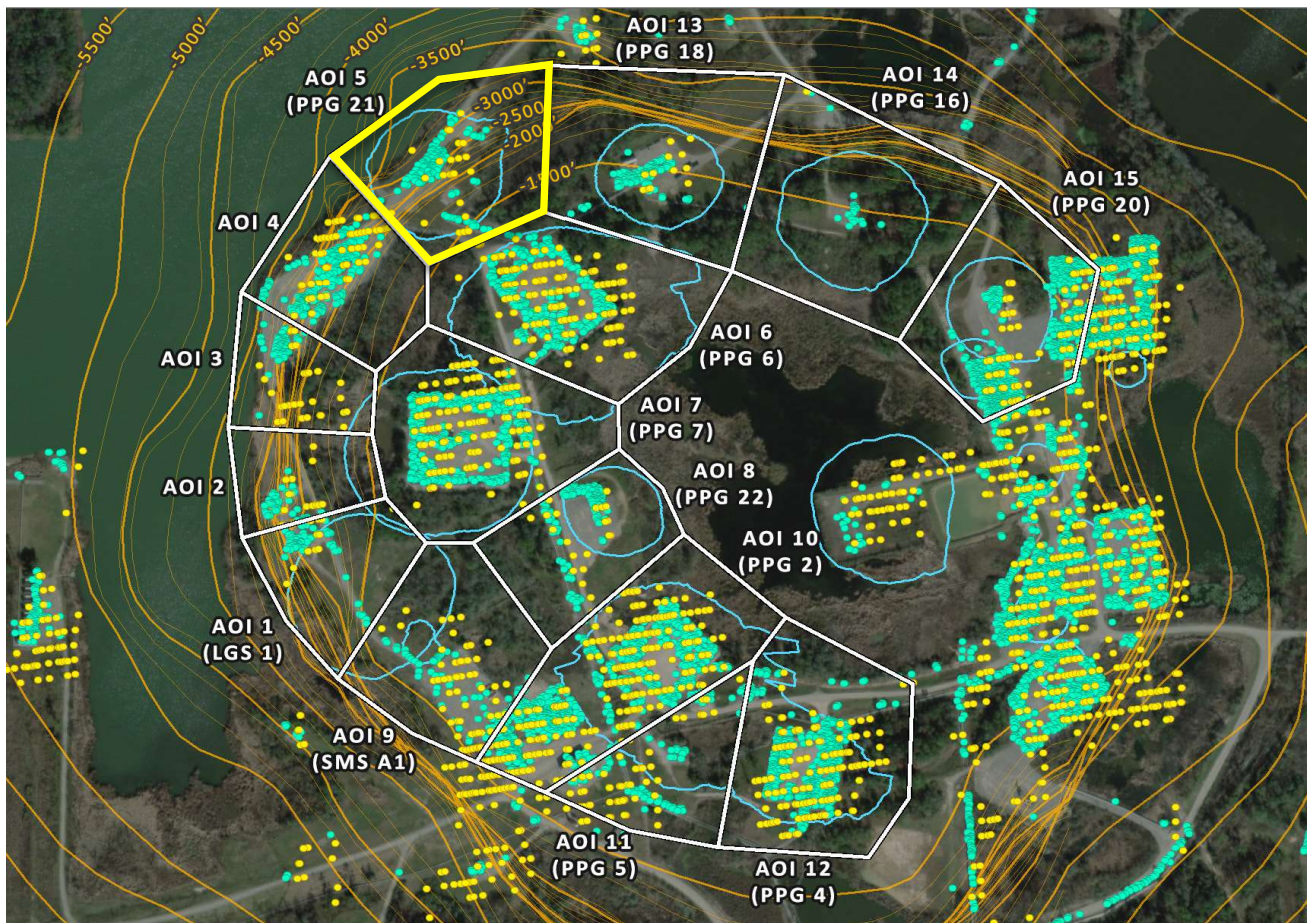 -5500'
-5000'
-4500'
-4000'
-3500'
AOI 13
(PPG 18)
AOI 5
(PPG 21)
AOI 14
(PPG 16)
-3000'
-2500'
-2000'
-1500'
AOI 15
(PPG 20)
AOI 4
AOI 3
AOI 6
(PPG 6)
AOI 7
(PPG 7)
AOI 2
AOI 8
(PPG 22)
AOI 10
(PPG 2)
AOI 1
(LGS 1)
AOI 9
(SMS A1)
AOI 11
(PPG 5)
AOI 12
(PPG 4)